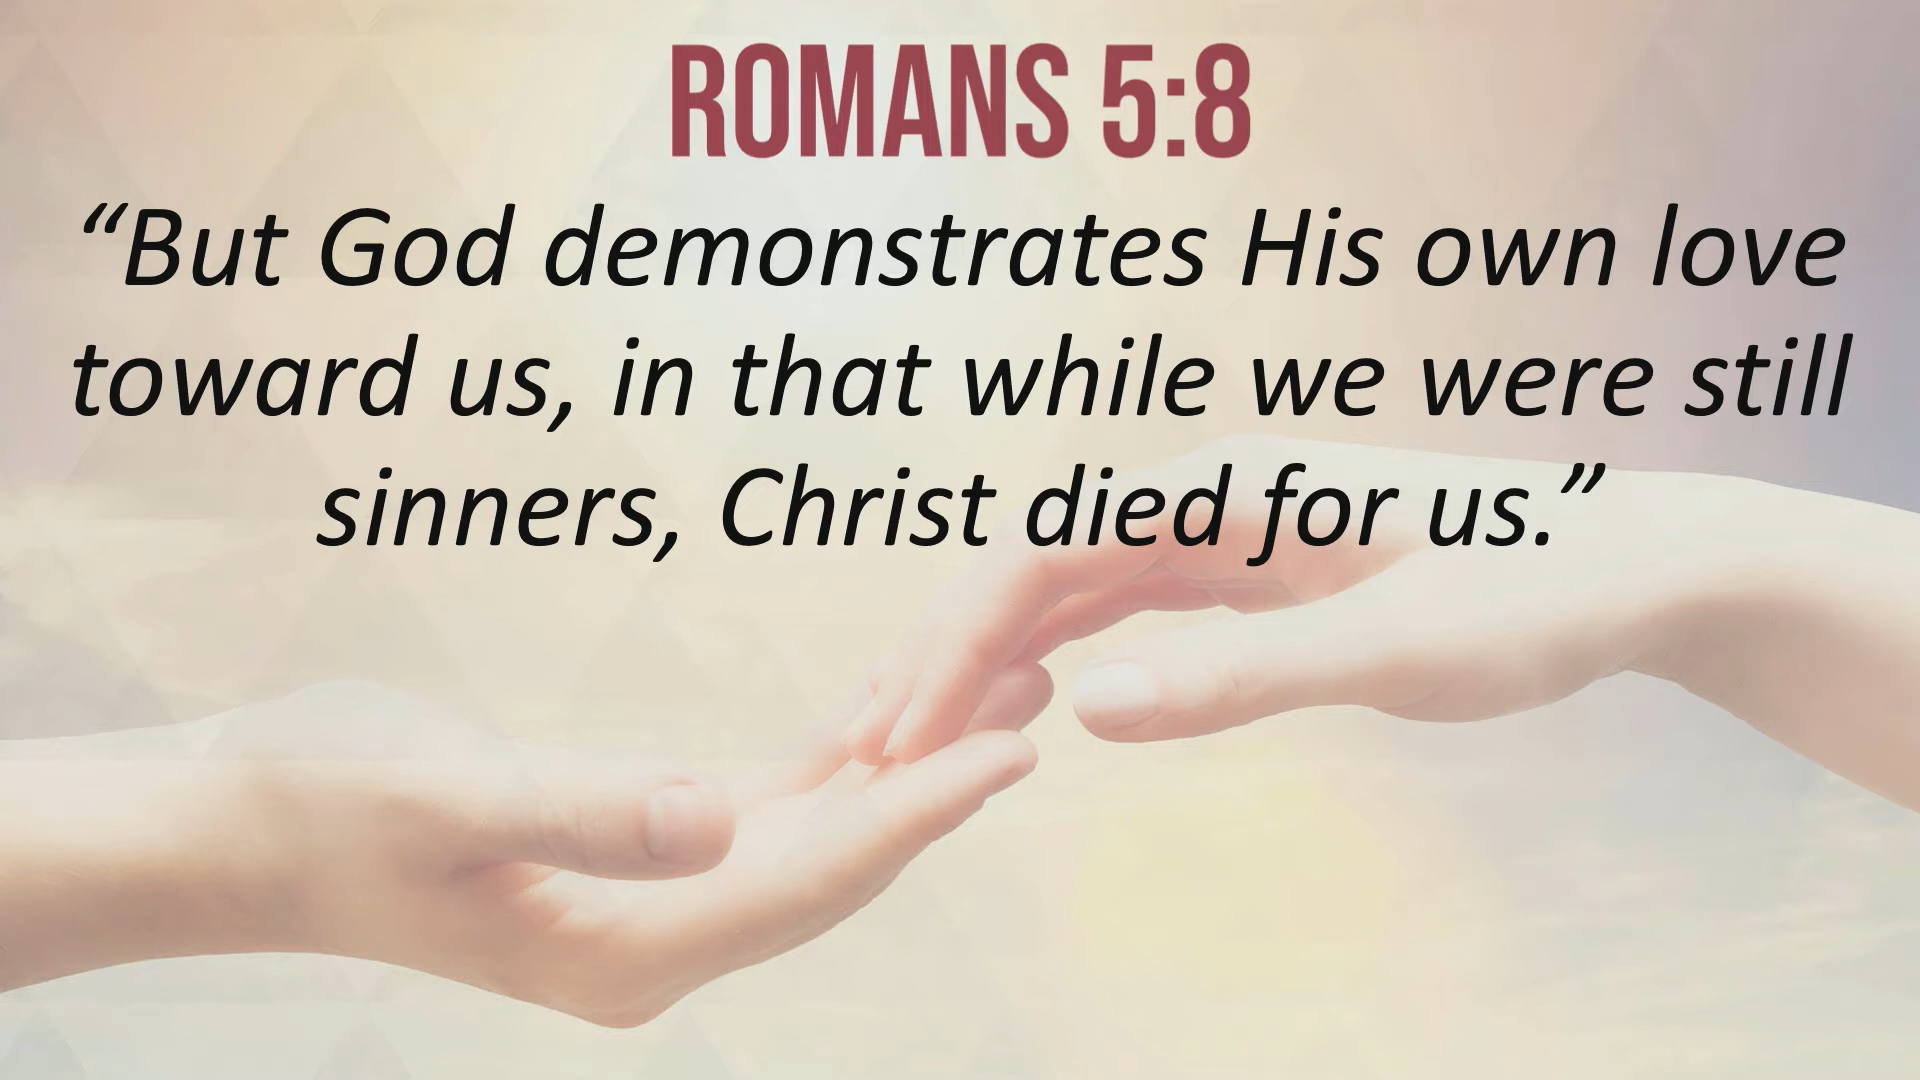 ROMANS 5:8
“But God demonstrates His own love
toward us, in that while we were still
sinners, Christ died for us.”